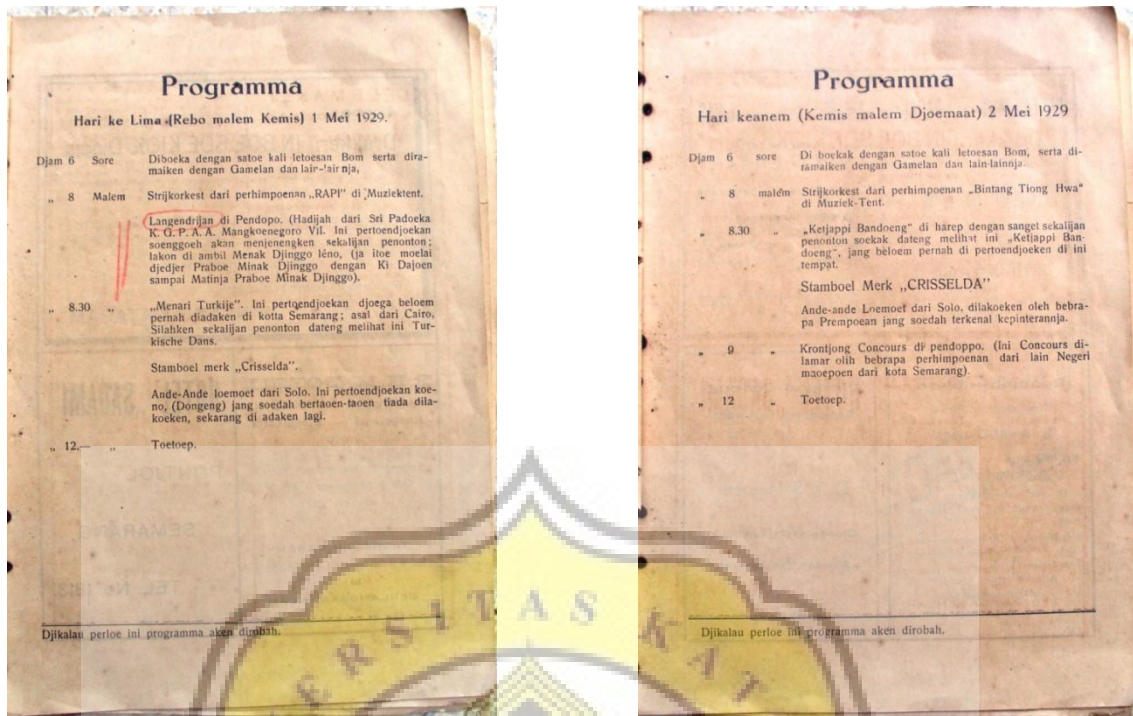 Programma
Hari ke Lima (Rebo malem Kemis) 1 Mei 1929.
Djam 6 Sore Diboeka dengan satoe kali letoesan Bom serta dira-
maiken dengan Gamelan dan lair-lair nja,
„ 8 Malem Strijkorkest dari perhimpoenan „RAPI" di Muziektent.
Langendrijan di Pendopo. (Hadijah dari Sri Padoeka
K. G. P. A. A. Mangkoenegoro VII. Ini pertoendjoekan
soenggoeh akan menjenengken sekalijan penonton;
lakon di ambil Menak Djinggo léno, (ja itoe moelai
djedjer Praboe Minak Djinggo dengan Ki Dajoen
sampai Matinja Praboe Minak Djinggo).
„ 8.30 „ „Menari Turkije". Ini pertoendjoekan djoega beloem
pernah diadaken di kotta Semarang; asal dari Cairo,
Silahken sekalijan penonton dateng melihat ini Tur-
kische Dans.
Stamboel merk „Crisselda".
Ande-Ande loemoet dari Solo. Ini pertoendjoekan koe-
no, (Dongeng) jang soedah bertaoen-taoen tiada dila-
koeken, sekarang di adaken lagi.
„ 12.— „ Toetoep.
SEMARANG
Djikalau perloe ini programma aken dirobah.
Programma
Hari keanem (Kemis malem Djoemaat) 2 Mei 1929
Djam 6 sore Di boekak dengan satoe kali letoesan Bom, serta di-
ramaiken dengan Gamelan dan lain-lainnja.
„ 8 malém Strijkorkest dari perhimpoenan „Bintang Tiong Hwa"
di Muziek-Tent.
„ 8.30 „ „Ketjappi Bandoeng" di harep dengan sanget sekalijan
penonton soekak dateng melihat ini „Ketjappi Ban-
doeng", jang beloem pernah di pertoendjoeken di ini
tempat.
Stamboel Merk „CRISSELDA"
Ande-ande Loemoet dari Solo, dilakoeken oleh bebra-
pa Prempoean jang soedah terkenal kepinterannja.
„ 9 „ Krontjong Concours di pendoppo. (Ini Concours di-
lamar olih bebrapa perhimpoenan dari lain Negeri
maoepoen dari kota Semarang).
„ 12 „ Toetoep.
Djikalau perloe ini programma aken dirobah.
ERSITAS KAT